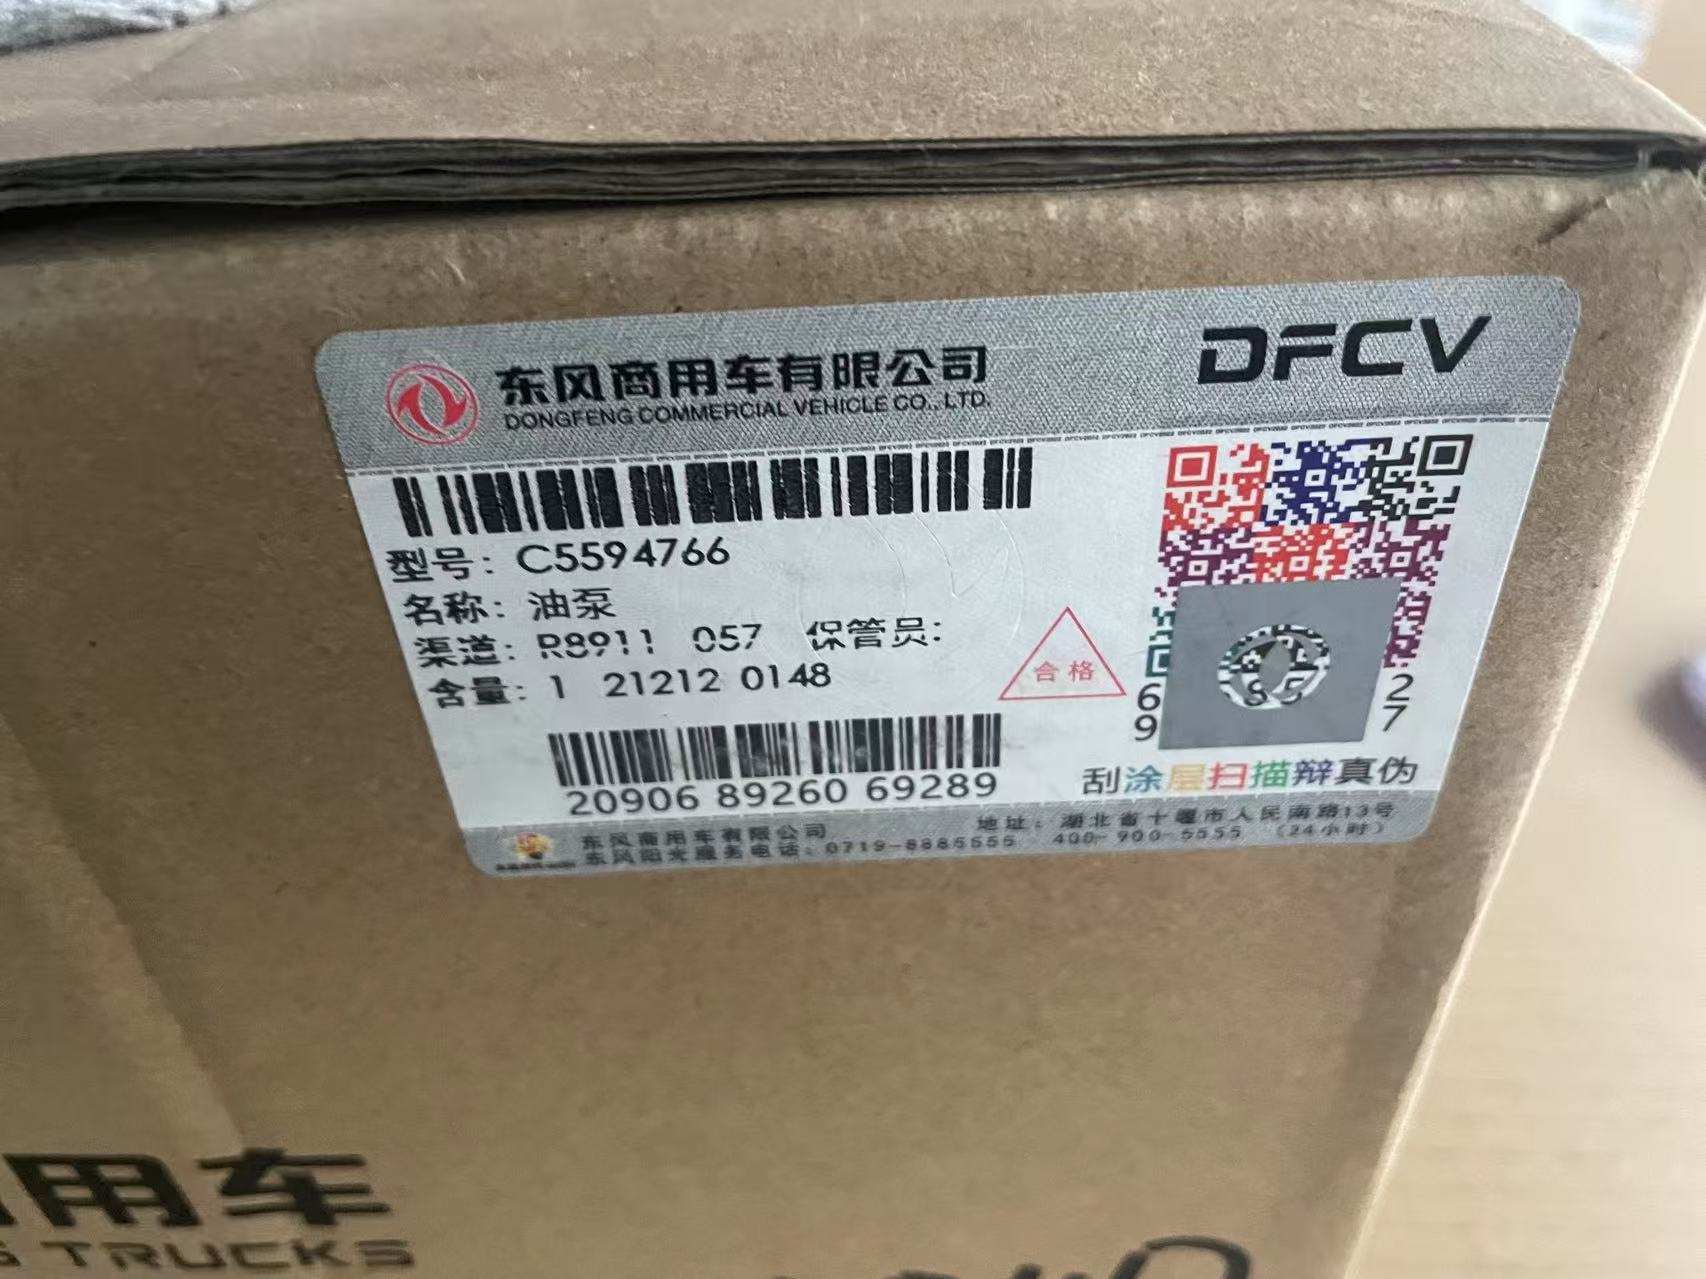 东风商用车有限公司
DONGFENG COMMERCIAL VEHICLE CO., LTD.
DFCV
型号: C5594766
名称: 油泵
渠道: R8911 057 保管员:
含量: 1 21212 0148
合格
6 27
9
刮涂层扫描辩真伪
20906 89260 69289
东风商用车有限公司 地址: 湖北省十堰市人民南路13号
东风阳光服务电话: 0719-8885555 400-900-5555 (24小时)
用车
TRUCKS